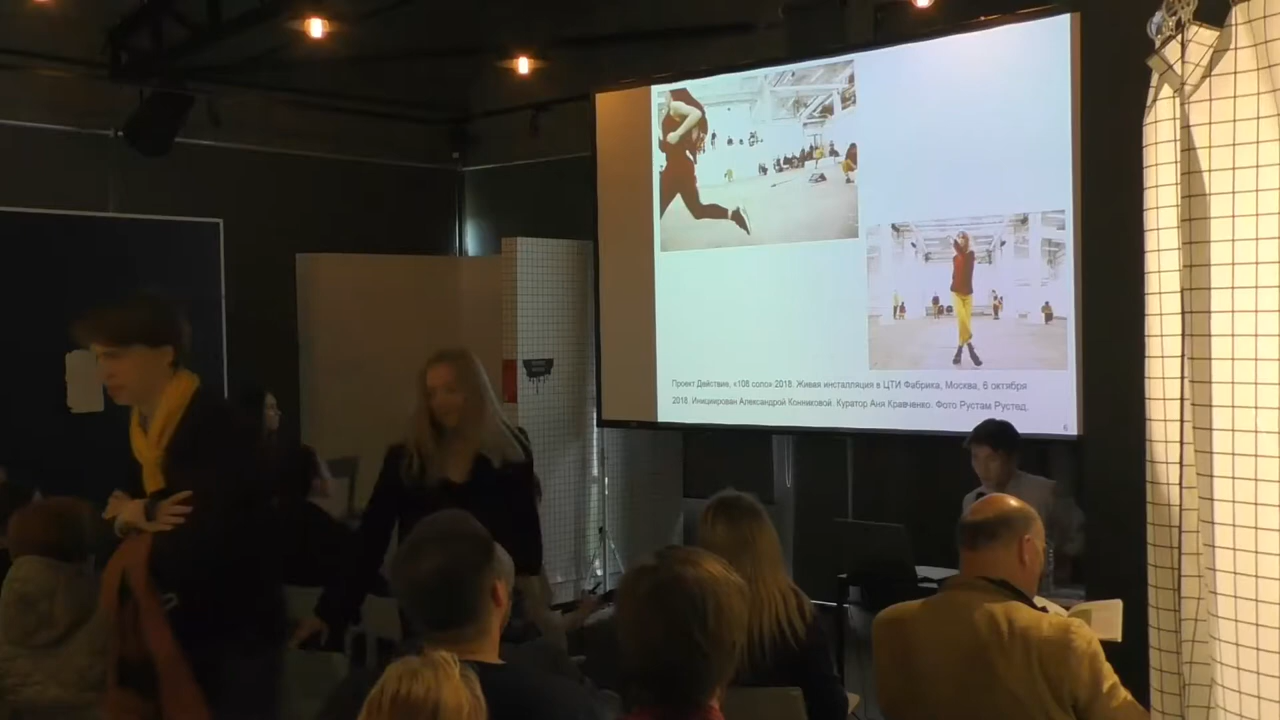 Проект Действие, «108 соло» 2018. Живая инсталляция в ЦТИ Фабрика, Москва, 6 октября
2018. Инициирован Александрой Конниковой. Куратор Аня Кравченко. Фото Рустам Рустед.
6